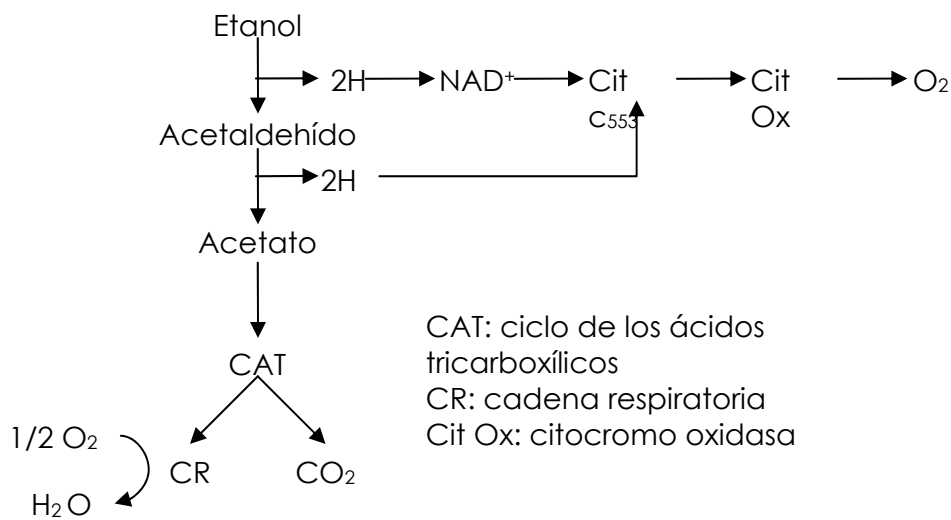 Etanol
2H NAD⁺ Cit Cit O₂
c₅₅₃ Ox
Acetaldehído
2H
Acetato
CAT: ciclo de los ácidos
tricarboxílicos
CAT
CR: cadena respiratoria
Cit Ox: citocromo oxidasa
1/2 O₂
CR CO₂
H₂ O